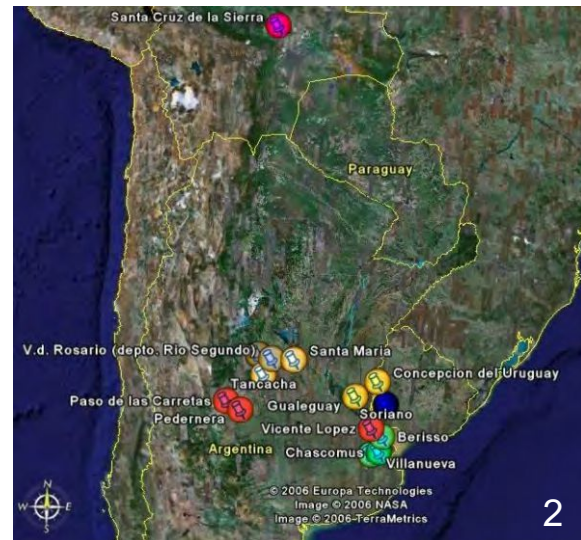 Santa Cruz de la Sierra
Paraguay
V.d. Rosario (depto. Rio Segundo)
Santa Maria
Tancacha
Concepcion del Uruguay
Paso de las Carretas
Gualeguay
Pedernera
Soriano
Vicente Lopez
Berisso
Argentina
Chascomus
Villanueva
© 2006 Europa Technologies
Image © 2006 NASA
Image © 2006 TerraMetrics
N
W E
S
2